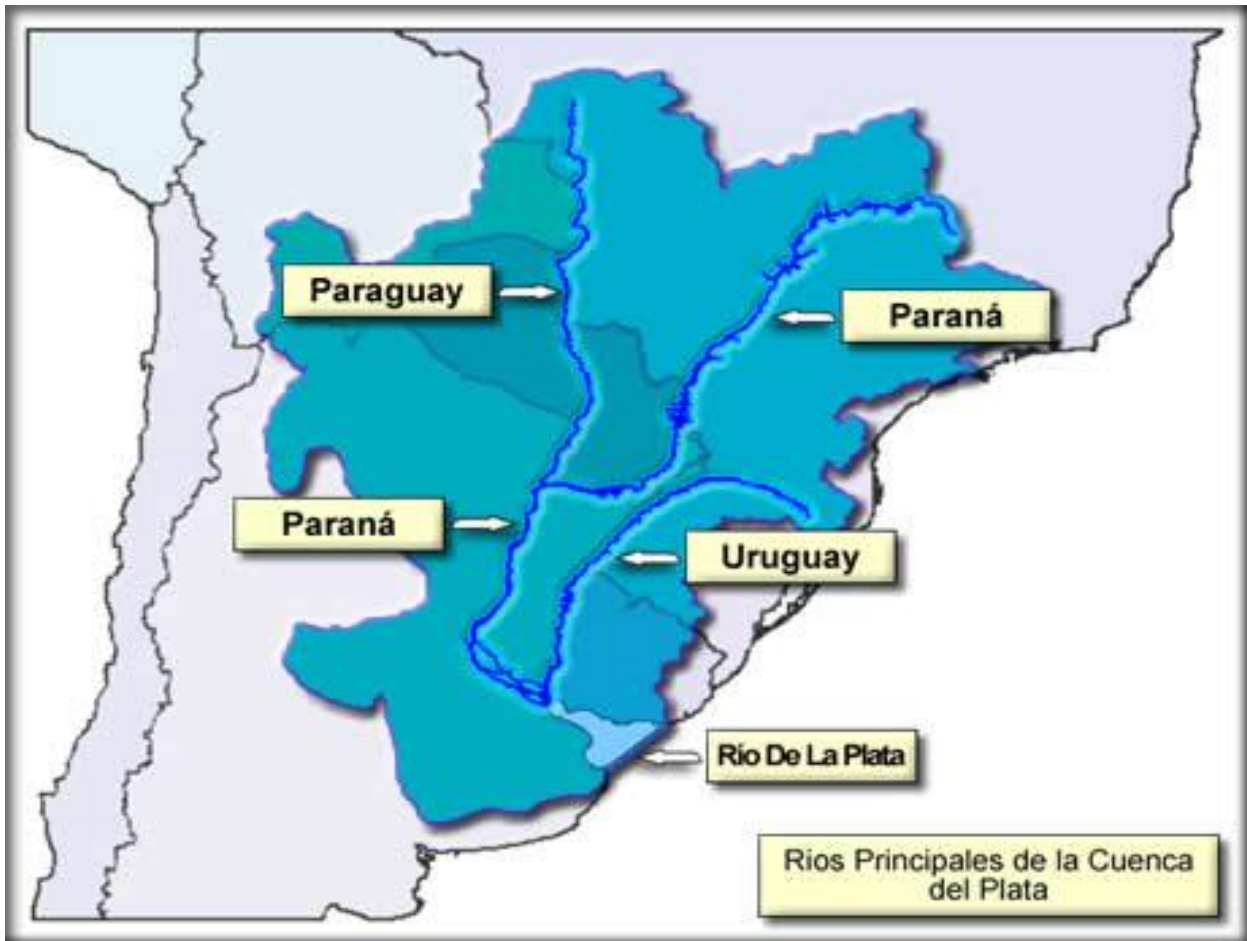 Paraguay
Paraná
Paraná
Uruguay
Río De La Plata
Rios Principales de la Cuenca
del Plata